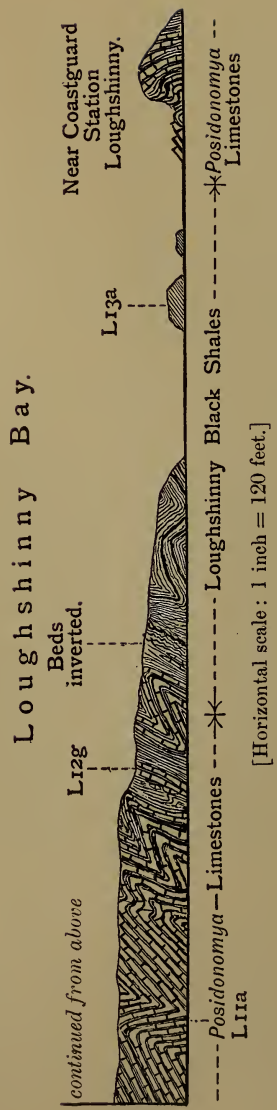 Loughshinny Bay.
continued from above
L12g
Beds
inverted.
L13a
Near Coastguard
Station
Loughshinny.
Posidonomya-Limestones
Loughshinny Black Shales
Posidonomya
Limestones
L11a
[Horizontal scale: 1 inch = 120 feet.]